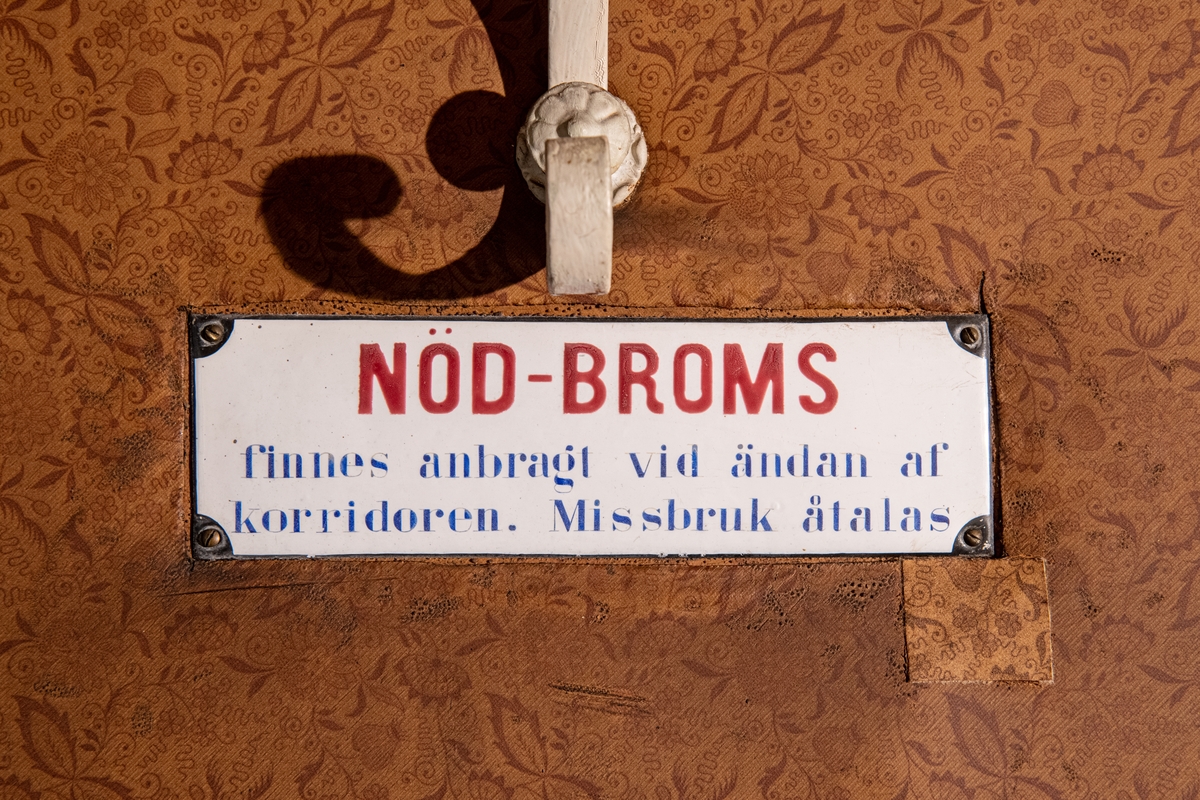 NÖD-BROMS
finnes anbragt vid ändan af
korridoren. Missbruk åtalas